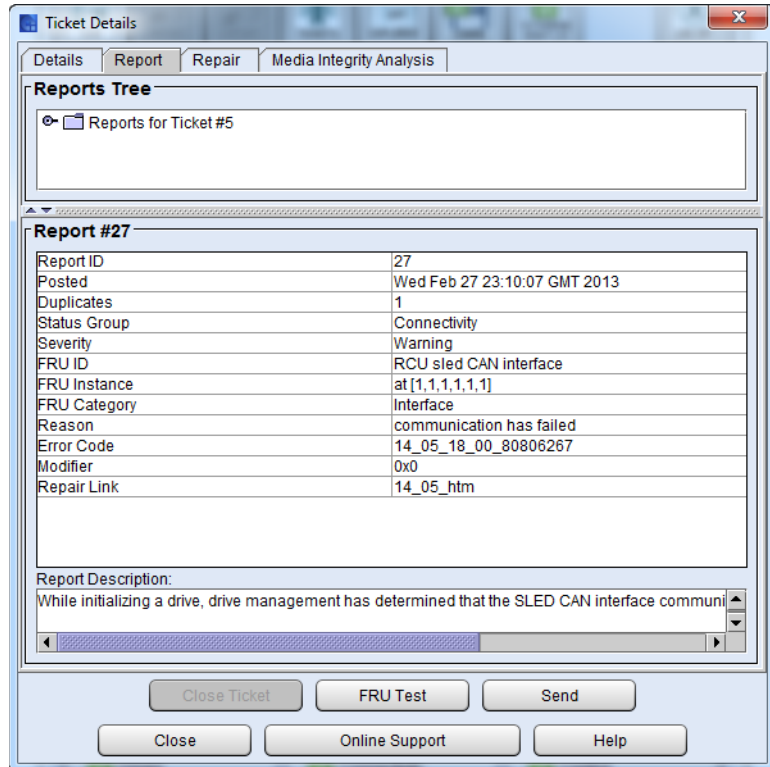 Ticket Details
Details Report Repair Media Integrity Analysis
Reports Tree
Reports for Ticket #5
Report #27
Report ID 27
Posted Wed Feb 27 23:10:07 GMT 2013
Duplicates 1
Status Group Connectivity
Severity Warning
FRU ID RCU sled CAN interface
FRU Instance at [1,1,1,1,1,1]
FRU Category Interface
Reason communication has failed
Error Code 14_05_18_00_80806267
Modifier 0x0
Repair Link 14_05_htm
Report Description:
While initializing a drive, drive management has determined that the SLED CAN interface communi
Close Ticket FRU Test Send
Close Online Support Help